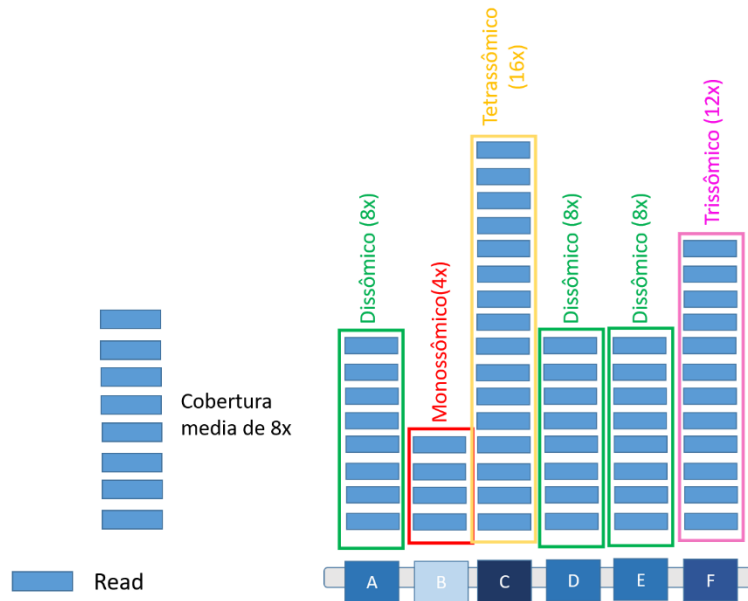 Dissômico (8x)
Monossômico(4x)
Tetrassômico
(16x)
Dissômico (8x)
Dissômico (8x)
Trissômico (12x)
Cobertura
media de 8x
Read
A
B
C
D
E
F